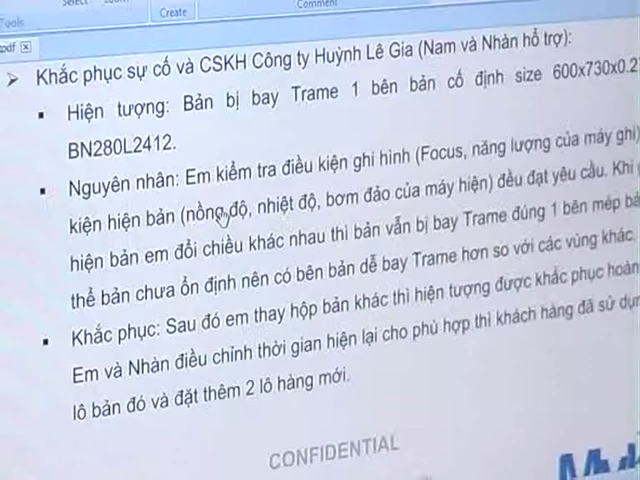 Create
Comment
Tools
➤ Khắc phục sự cố và CSKH Công ty Huỳnh Lê Gia (Nam và Nhàn hỗ trợ):
▪ Hiện tượng: Bản bị bay Trame 1 bên bản cố định size 600x730x0.2
BN280L2412.
▪ Nguyên nhân: Em kiểm tra điều kiện ghi hình (Focus, năng lượng của máy ghi)
kiện hiện bản (nồng độ, nhiệt độ, bơm đảo của máy hiện) đều đạt yêu cầu. Khi
hiện bản em đổi chiều khác nhau thì bản vẫn bị bay Trame đúng 1 bên mép
thể bản chưa ổn định nên có bên bản dễ bay Trame hơn so với các vùng khác.
▪ Khắc phục: Sau đó em thay hộp bản khác thì hiện tượng được khắc phục hoàn
Em và Nhàn điều chỉnh thời gian hiện lại cho phù hợp thì khách hàng đã sử
lô bản đó và đặt thêm 2 lô hàng mới.
CONFIDENTIAL